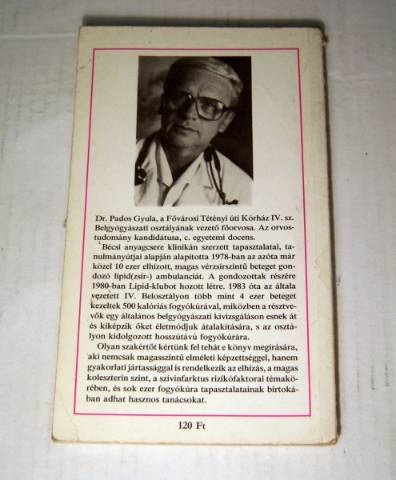 Dr. Pados Gyula, a Fővárosi Tétényi úti Kórház IV. sz.
Belgyógyászati osztályának vezető főorvosa. Az orvos-
tudomány kandidátusa, c. egyetemi docens.
Bécsi anyagcsere klinikán szerzett tapasztalatai, ta-
nulmányútjai alapján alapította 1978-ban az azóta már
közel 10 ezer elhízott, magas vérzsírszintű beteget gon-
dozó lipid(zsír-) ambulanciát. A gondozottak részére
1980-ban Lipid-klubot hozott létre. 1983 óta az általa
vezetett IV. Belosztályon több mint 4 ezer beteget
kezeltek 500 kalóriás fogyókúrával, miközben a résztve-
vők egy általános belgyógyászati kivizsgáláson esnek át
és kiképzik őket életmódjuk átalakítására, s az osztá-
lyon kidolgozott hosszútávú fogyókúrára.
Olyan szakértőt kértünk fel tehát e könyv megírására,
aki nemcsak magasszintű elméleti képzettséggel, hanem
gyakorlati jártassággal is rendelkezik az elhízás, a magas
koleszterin szint, a szívinfarktus rizikófaktorai témakö-
rében, és sok ezer fogyókúra tapasztalatainak birtoká-
ban adhat hasznos tanácsokat.
120 Ft